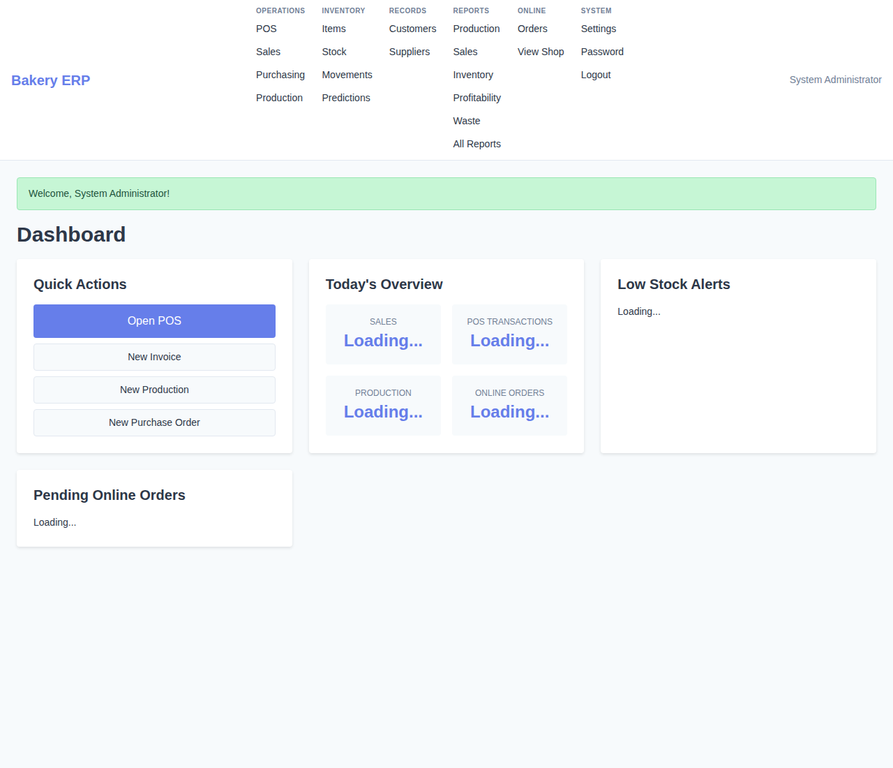 Bakery ERP
OPERATIONS
POS
Sales
Purchasing
Production
INVENTORY
Items
Stock
Movements
Predictions
RECORDS
Customers
Suppliers
REPORTS
Production
Sales
Inventory
Profitability
Waste
All Reports
ONLINE
Orders
View Shop
SYSTEM
Settings
Password
Logout
System Administrator
Welcome, System Administrator!
Dashboard
Quick Actions
Open POS
New Invoice
New Production
New Purchase Order
Today's Overview
SALES
Loading...
POS TRANSACTIONS
Loading...
PRODUCTION
Loading...
ONLINE ORDERS
Loading...
Low Stock Alerts
Loading...
Pending Online Orders
Loading...